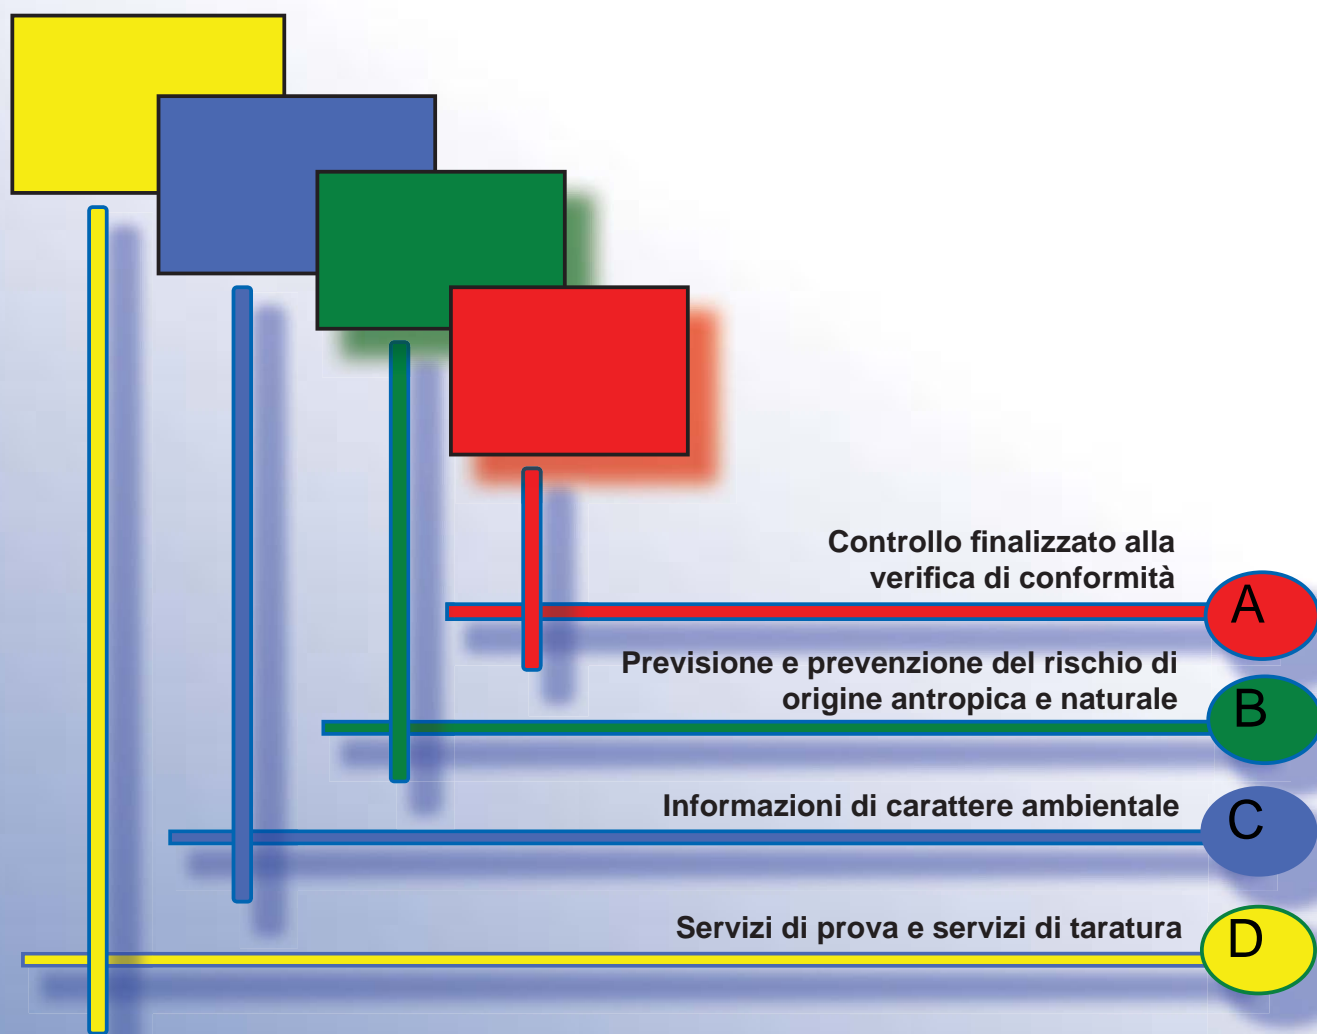 Controllo finalizzato alla
verifica di conformità
A
Previsione e prevenzione del rischio di
origine antropica e naturale
B
Informazioni di carattere ambientale
C
Servizi di prova e servizi di taratura
D